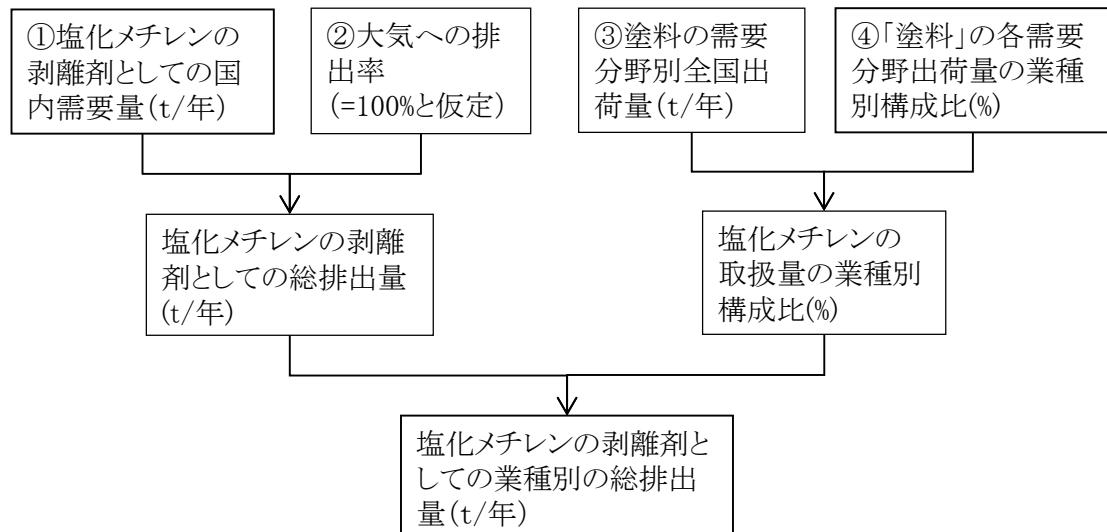 ①塩化メチレンの
剥離剤としての国
内需要量(t/年)
②大気への排
出率
(=100%と仮定)
③塗料の需要
分野別全国出
荷量(t/年)
④「塗料」の各需要
分野出荷量の業種
別構成比(%)
塩化メチレンの剥離
剤としての総排出量
(t/年)
塩化メチレンの
取扱量の業種別
構成比(%)
塩化メチレンの剥離剤と
しての業種別の総排出
量(t/年)